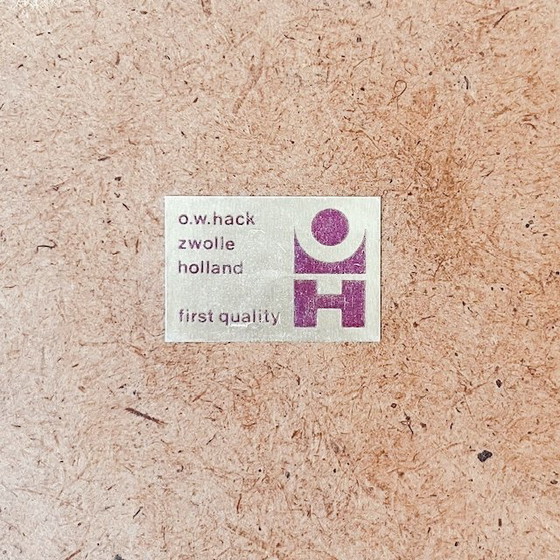 o.w.hack
zwolle
holland
first quality
H